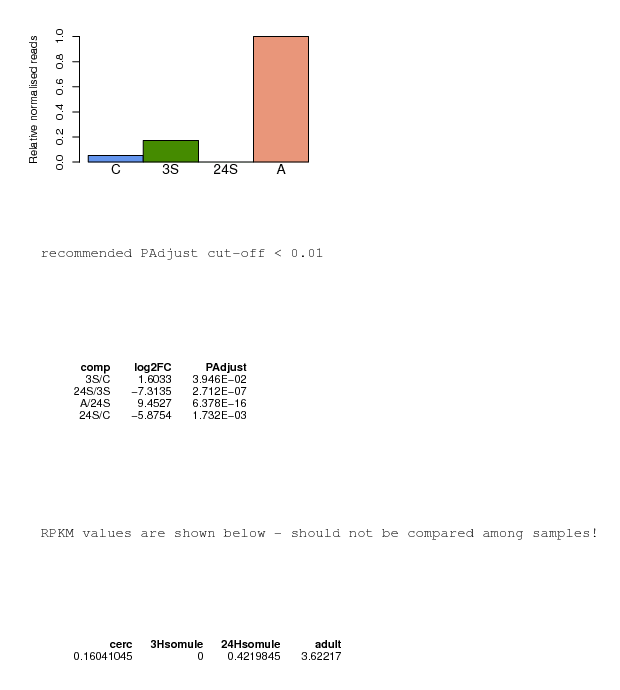 Relative normalised reads
1.0
0.8
0.6
0.4
0.2
0.0
C 3S 24S A
recommended PAdjust cut-off < 0.01
comp log2FC PAdjust
3S/C 1.6033 3.946E−02
24S/3S −7.3135 2.712E−07
A/24S 9.4527 6.378E−16
24S/C −5.8754 1.732E−03
RPKM values are shown below - should not be compared among samples!
cerc 3Hsomule 24Hsomule adult
0.16041045 0 0.4219845 3.62217